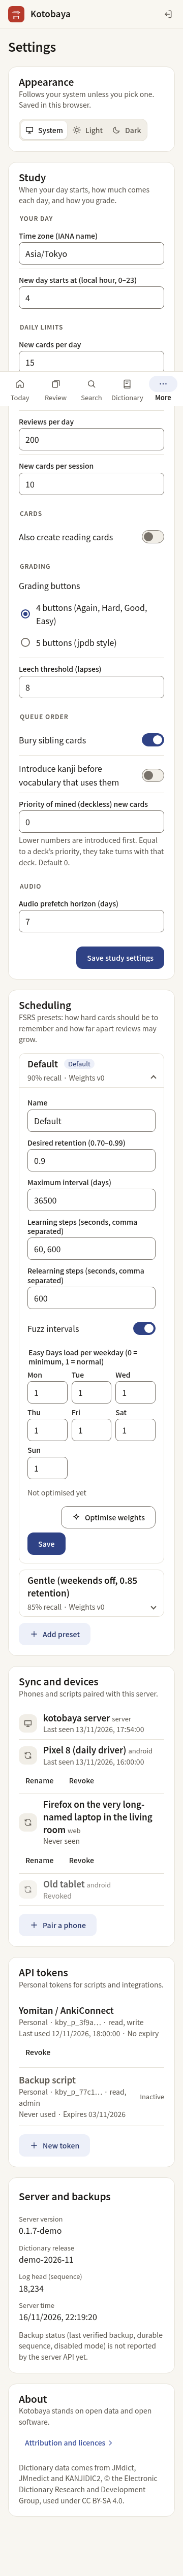 Kotobaya
Settings
Appearance
Follows your system unless you pick one.
Saved in this browser.
System Light Dark
Study
When your day starts, how much comes
each day, and how you grade.
YOUR DAY
Time zone (IANA name)
Asia/Tokyo
New day starts at (local hour, 0–23)
4
DAILY LIMITS
New cards per day
15
Today Review Search Dictionary More
Reviews per day
200
New cards per session
10
CARDS
Also create reading cards
GRADING
Grading buttons
4 buttons (Again, Hard, Good,
Easy)
5 buttons (jpdb style)
Leech threshold (lapses)
8
QUEUE ORDER
Bury sibling cards
Introduce kanji before
vocabulary that uses them
Priority of mined (deckless) new cards
0
Lower numbers are introduced first. Equal
to a deck's priority, they take turns with that
deck. Default 0.
AUDIO
Audio prefetch horizon (days)
7
Save study settings
Scheduling
FSRS presets: how hard cards should be to
remember and how far apart reviews may
grow.
Default Default
90% recall · Weights v0
Name
Default
Desired retention (0.70–0.99)
0.9
Maximum interval (days)
36500
Learning steps (seconds, comma
separated)
60, 600
Relearning steps (seconds, comma
separated)
600
Fuzz intervals
Easy Days load per weekday (0 =
minimum, 1 = normal)
Mon Tue Wed
1 1 1
Thu Fri Sat
1 1 1
Sun
1
Not optimised yet
Optimise weights
Save
Gentle (weekends off, 0.85
retention)
85% recall · Weights v0
Add preset
Sync and devices
Phones and scripts paired with this server.
kotobaya server server
Last seen 13/11/2026, 17:54:00
Pixel 8 (daily driver) android
Last seen 13/11/2026, 16:00:00
Rename Revoke
Firefox on the very long-
named laptop in the living
room web
Never seen
Rename Revoke
Old tablet android
Revoked
Pair a phone
API tokens
Personal tokens for scripts and integrations.
Yomitan / AnkiConnect
Personal · kby_p_3f9a… · read, write
Last used 12/11/2026, 18:00:00 · No expiry
Revoke
Backup script
Personal · kby_p_77c1… · read,
admin
Never used · Expires 03/11/2026
Inactive
New token
Server and backups
Server version
0.1.7-demo
Dictionary release
demo-2026-11
Log head (sequence)
18,234
Server time
16/11/2026, 22:19:20
Backup status (last verified backup, durable
sequence, disabled mode) is not reported
by the server API yet.
About
Kotobaya stands on open data and open
software.
Attribution and licences
Dictionary data comes from JMdict,
JMnedict and KANJIDIC2, © the Electronic
Dictionary Research and Development
Group, used under CC BY-SA 4.0.